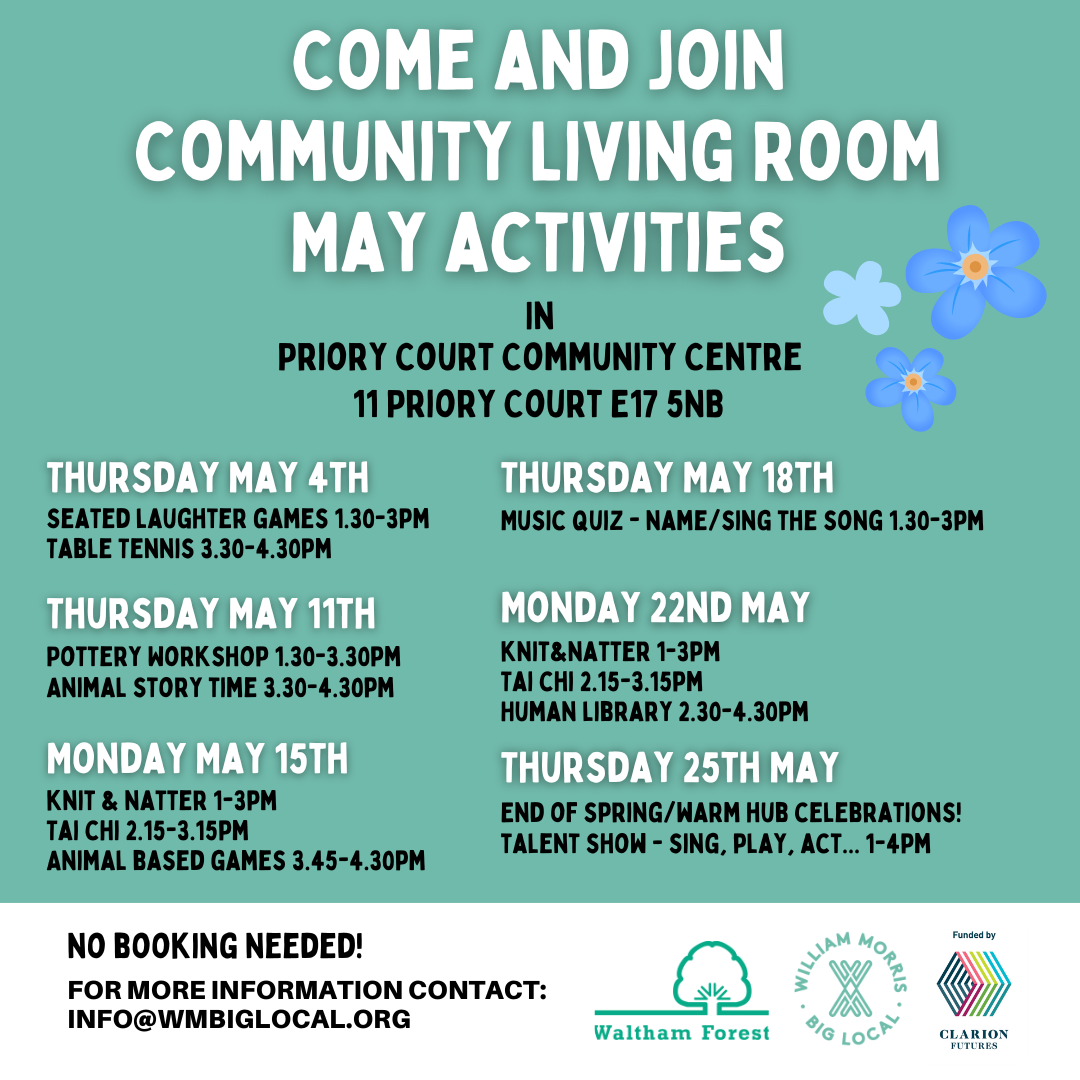 COME AND JOIN
COMMUNITY LIVING ROOM
MAY ACTIVITIES
IN
PRIORY COURT COMMUNITY CENTRE
11 PRIORY COURT E17 5NB
THURSDAY MAY 4TH
SEATED LAUGHTER GAMES 1.30-3PM
TABLE TENNIS 3.30-4.30PM
THURSDAY MAY 11TH
POTTERY WORKSHOP 1.30-3.30PM
ANIMAL STORY TIME 3.30-4.30PM
MONDAY MAY 15TH
KNIT & NATTER 1-3PM
TAI CHI 2.15-3.15PM
ANIMAL BASED GAMES 3.45-4.30PM
THURSDAY MAY 18TH
MUSIC QUIZ - NAME/SING THE SONG 1.30-3PM
MONDAY 22ND MAY
KNIT&NATTER 1-3PM
TAI CHI 2.15-3.15PM
HUMAN LIBRARY 2.30-4.30PM
THURSDAY 25TH MAY
END OF SPRING/WARM HUB CELEBRATIONS!
TALENT SHOW - SING, PLAY, ACT... 1-4PM
NO BOOKING NEEDED!
FOR MORE INFORMATION CONTACT:
INFO@WMBIGLOCAL.ORG
Waltham Forest
WILLIAM MORRIS
BIG LOCAL
Funded by
CLARION
FUTURES